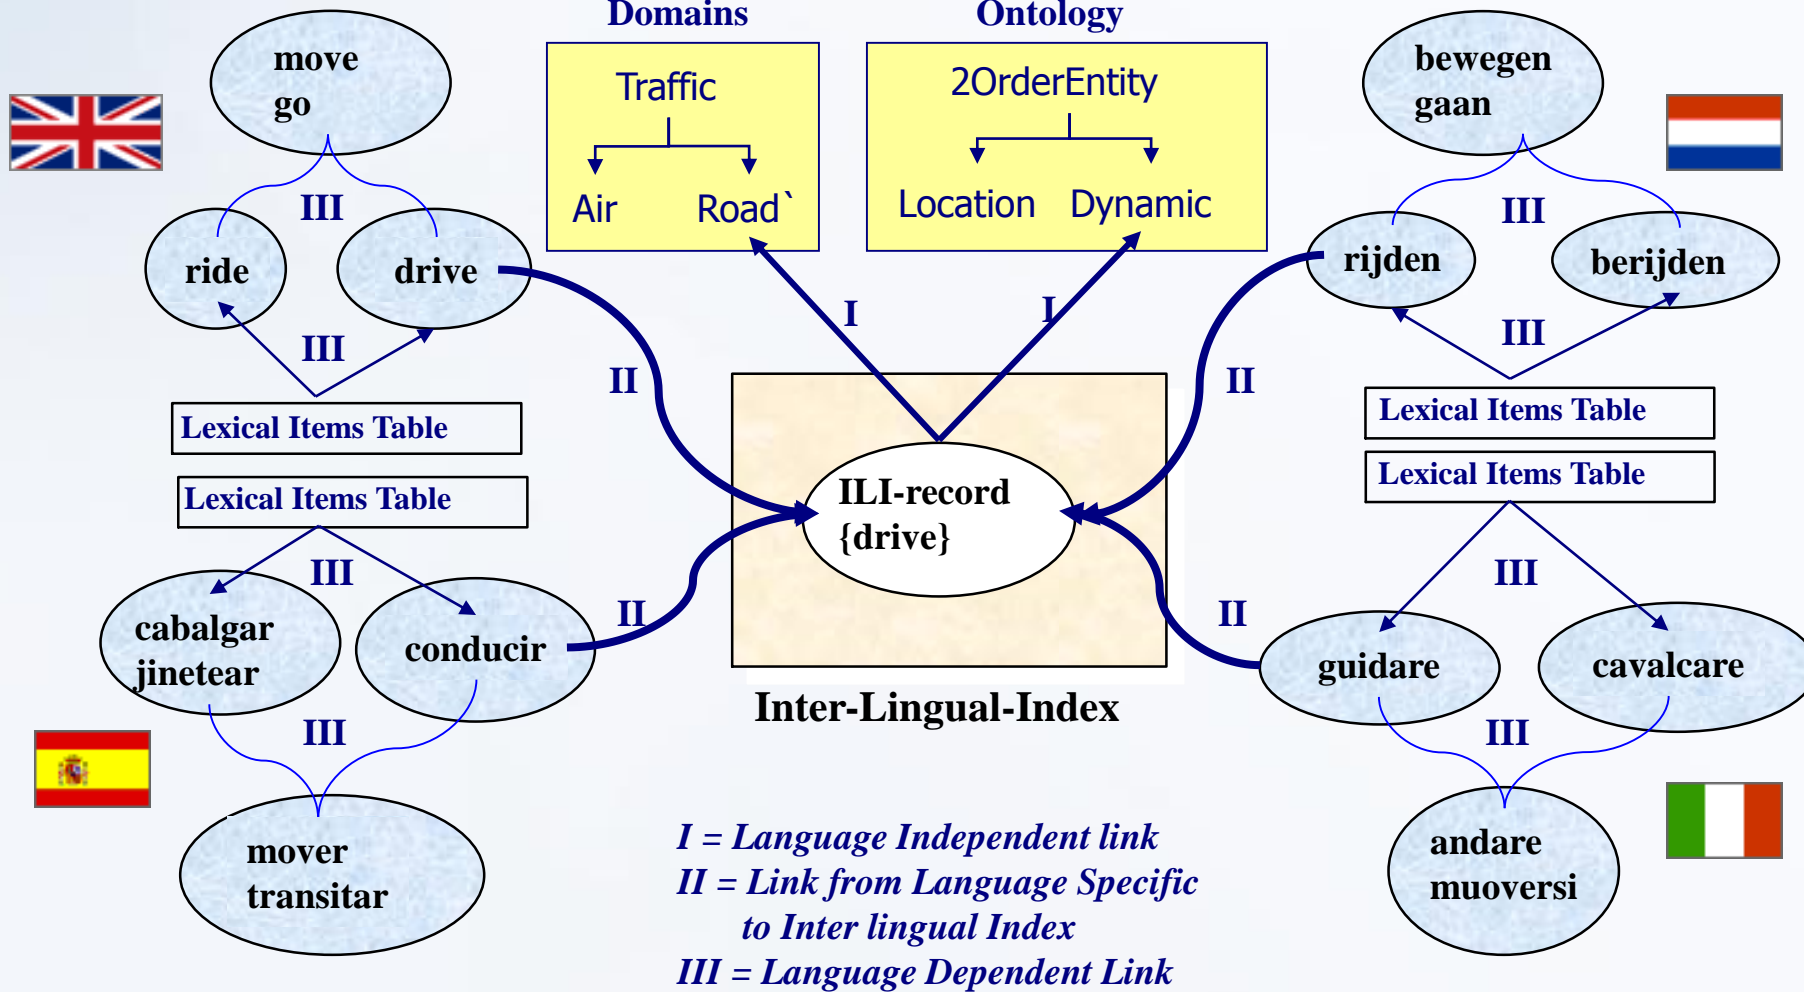 Domains
Ontology
move
go
Traffic
Air
Road`
2OrderEntity
Location
Dynamic
bewegen
gaan
III
ride
drive
III
III
rijden
berijden
III
I
I
II
II
Lexical Items Table
Lexical Items Table
Lexical Items Table
Lexical Items Table
ILI-record
{drive}
III
cabalgar
jinetear
conducir
II
III
II
guidare
cavalcare
III
Inter-Lingual-Index
III
mover
transitar
andare
muoversi
I = Language Independent link
II = Link from Language Specific
to Inter lingual Index
III = Language Dependent Link